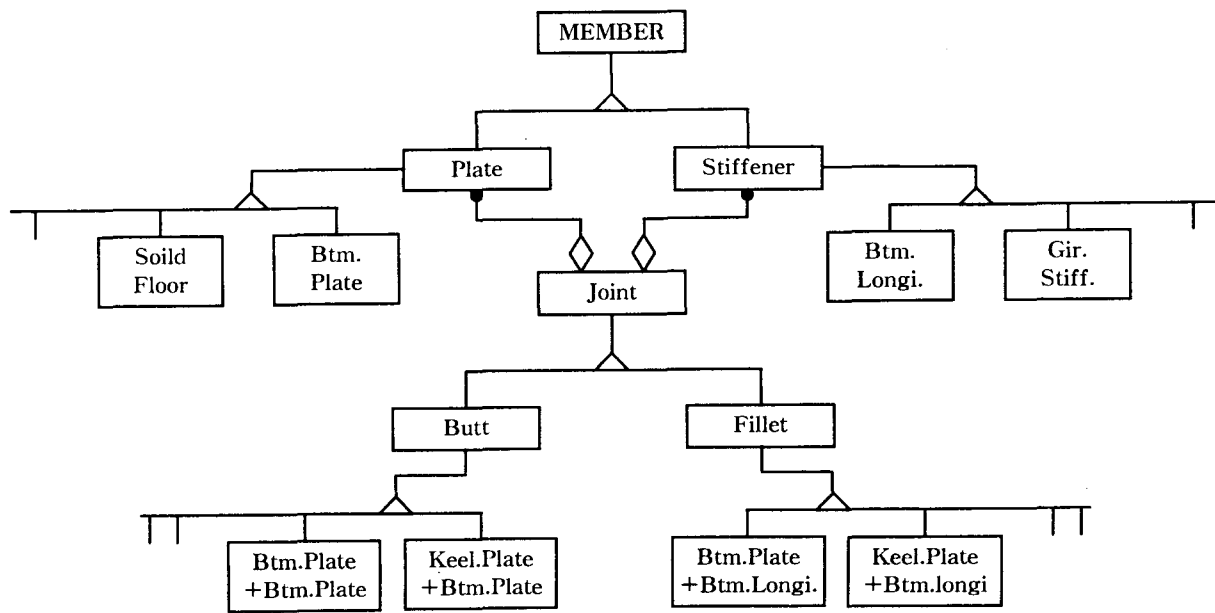 MEMBER
Plate
Stiffener
Soild
Floor
Btm.
Plate
Joint
Btm.
Longi.
Gir.
Stiff.
Butt
Fillet
Btm.Plate
+Btm.Plate
Keel.Plate
+Btm.Plate
Btm.Plate
+Btm.Longi.
Keel.Plate
+Btm.longi